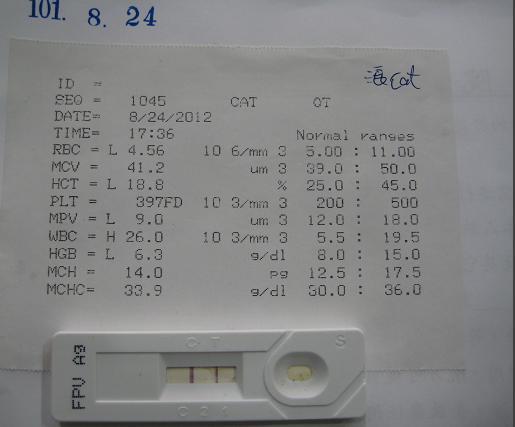 101. 8. 24
ID =
SEQ = 1045 CAT OT
DATE= 8/24/2012
TIME= 17:36 Normal ranges
RBC = L 4.56 10 6/mm 3 5.00 : 11.00
MCV = 41.2 um 3 39.0 : 50.0
HCT = L 18.8 % 25.0 : 45.0
PLT = 397FD 10 3/mm 3 200 : 500
MPV = L 9.0 um 3 12.0 : 18.0
WBC = H 26.0 10 3/mm 3 5.5 : 19.5
HGB = L 6.3 g/dl 8.0 : 15.0
MCH = 14.0 pg 12.5 : 17.5
MCHC= 33.9 g/dl 30.0 : 36.0
cat
FPV Ag
C T S
C 2 1